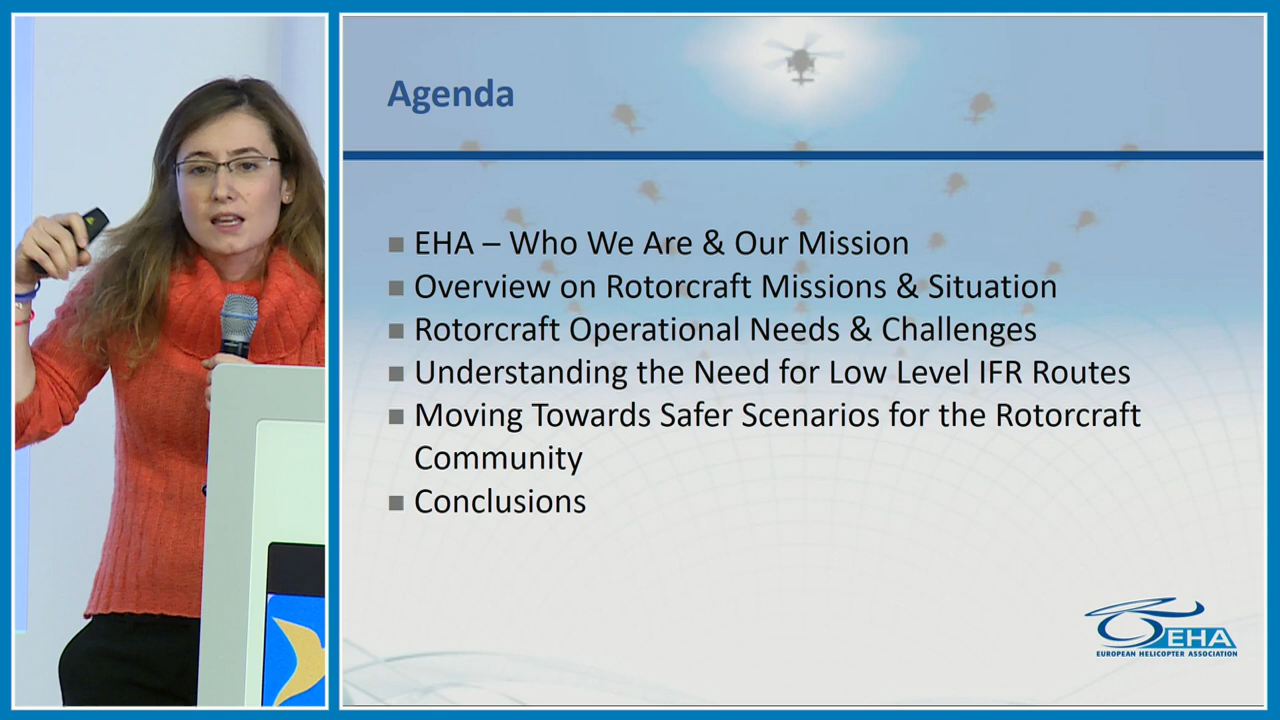 Agenda
EHA – Who We Are & Our Mission
Overview on Rotorcraft Missions & Situation
Rotorcraft Operational Needs & Challenges
Understanding the Need for Low Level IFR Routes
Moving Towards Safer Scenarios for the Rotorcraft
Community
Conclusions
EHA
EUROPEAN HELICOPTER ASSOCIATION